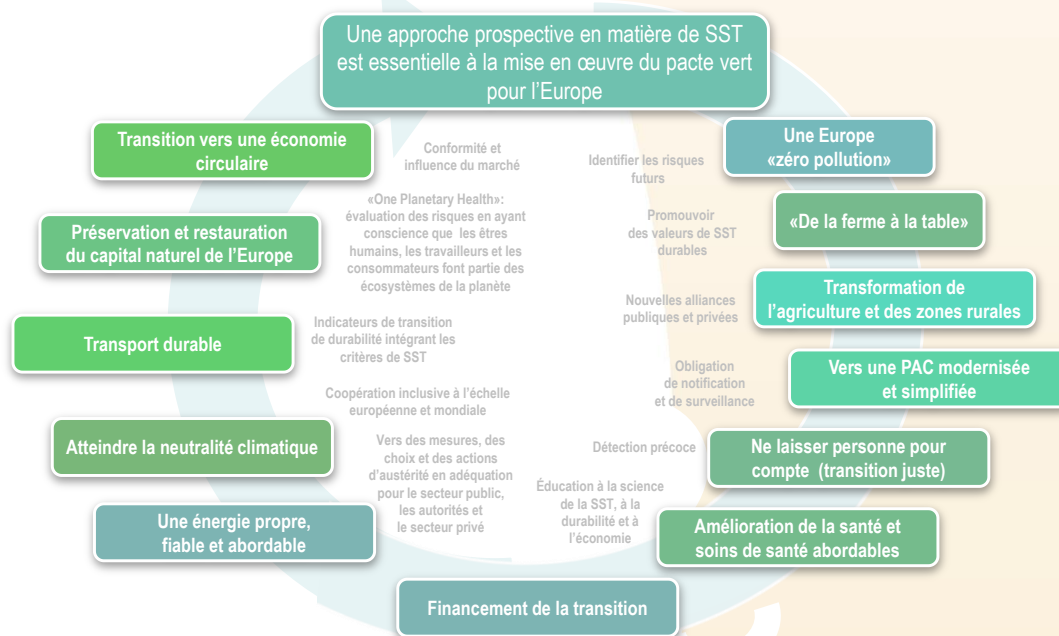 Une approche prospective en matière de SST
est essentielle à la mise en œuvre du pacte vert
pour l’Europe
Transition vers une économie
circulaire
Préservation et restauration
du capital naturel de l’Europe
Transport durable
Atteindre la neutralité climatique
Une énergie propre,
fiable et abordable
Conformité et
influence du marché
«One Planetary Health»:
évaluation des risques en ayant
conscience que les êtres
humains, les travailleurs et les
consommateurs font partie des
écosystèmes de la planète
Indicateurs de transition
de durabilité intégrant les
critères de SST
Coopération inclusive à l’échelle
européenne et mondiale
Vers des mesures, des
choix et des actions
d’austérité en adéquation
pour le secteur public,
les autorités et
le secteur privé
Identifier les risques
futurs
Promouvoir
des valeurs de SST
durables
Nouvelles alliances
publiques et privées
Obligation
de notification
et de surveillance
Détection précoce
Éducation à la science
de la SST, à la
durabilité et à
l’économie
Une Europe
«zéro pollution»
«De la ferme à la table»
Transformation de
l’agriculture et des zones rurales
Vers une PAC modernisée
et simplifiée
Ne laisser personne pour
compte (transition juste)
Amélioration de la santé et
soins de santé abordables
Financement de la transition